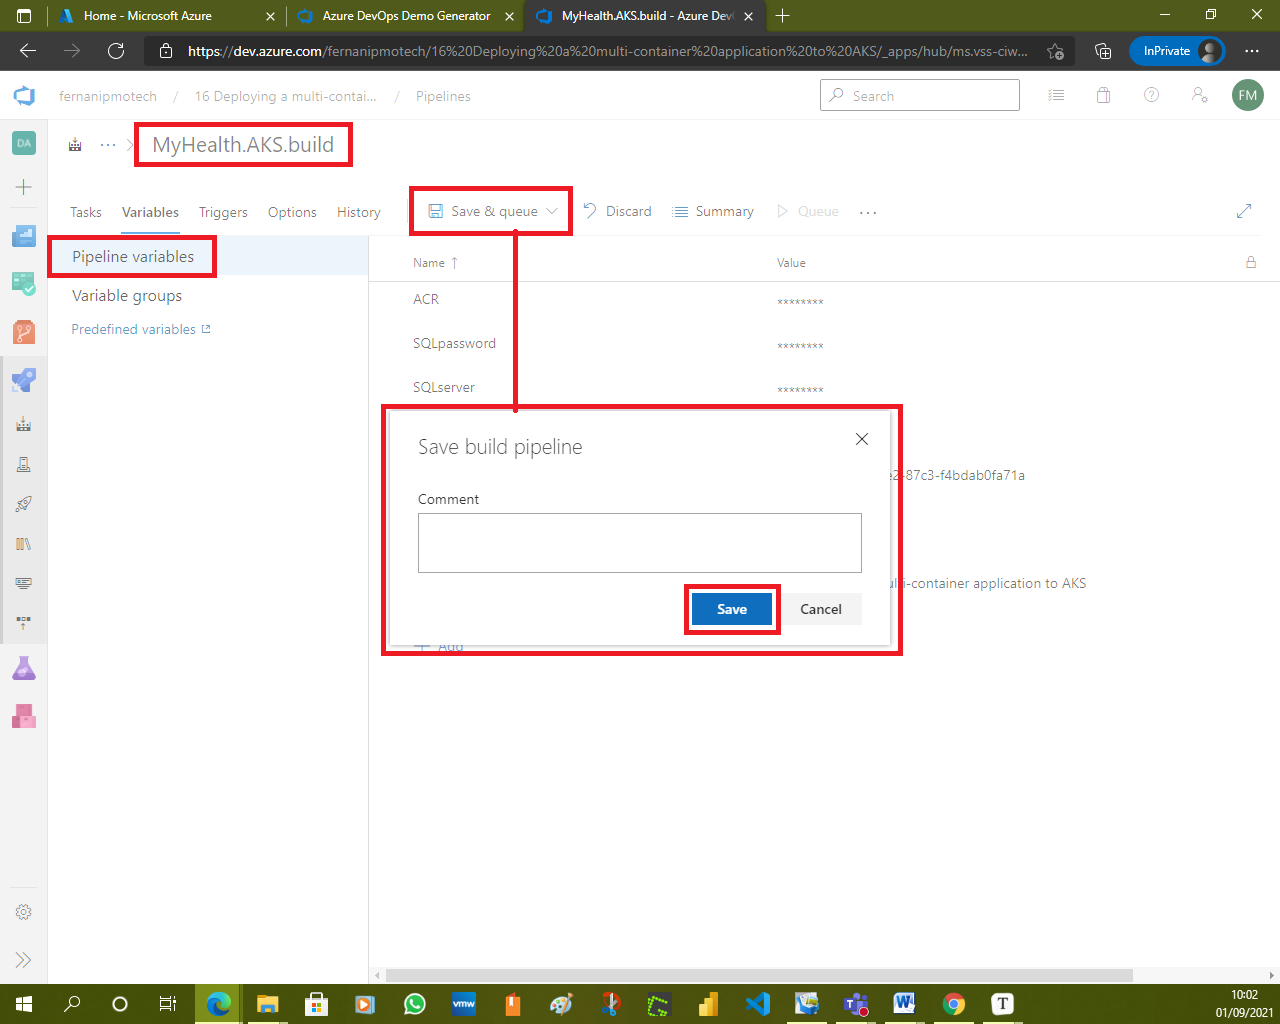 Home - Microsoft Azure
Azure DevOps Demo Generator
MyHealth.AKS.build - Azure Dev
https://dev.azure.com/fernanipmotech/16%20Deploying%20a%20multi-container%20application%20to%20AKS/_apps/hub/ms.vss-ciw...
InPrivate
fernanipmotech / 16 Deploying a multi-contai... / Pipelines
Search
FM
DA
... > MyHealth.AKS.build
Tasks Variables Triggers Options History
Save & queue Discard Summary Queue ...
Pipeline variables
Variable groups
Predefined variables
Name ↑ Value
ACR ********
SQLpassword ********
SQLserver ********
Save build pipeline
e2-87c3-f4bdab0fa71a
Comment
ulti-container application to AKS
Save Cancel
+ Add
vmw
T
10:02
01/09/2021